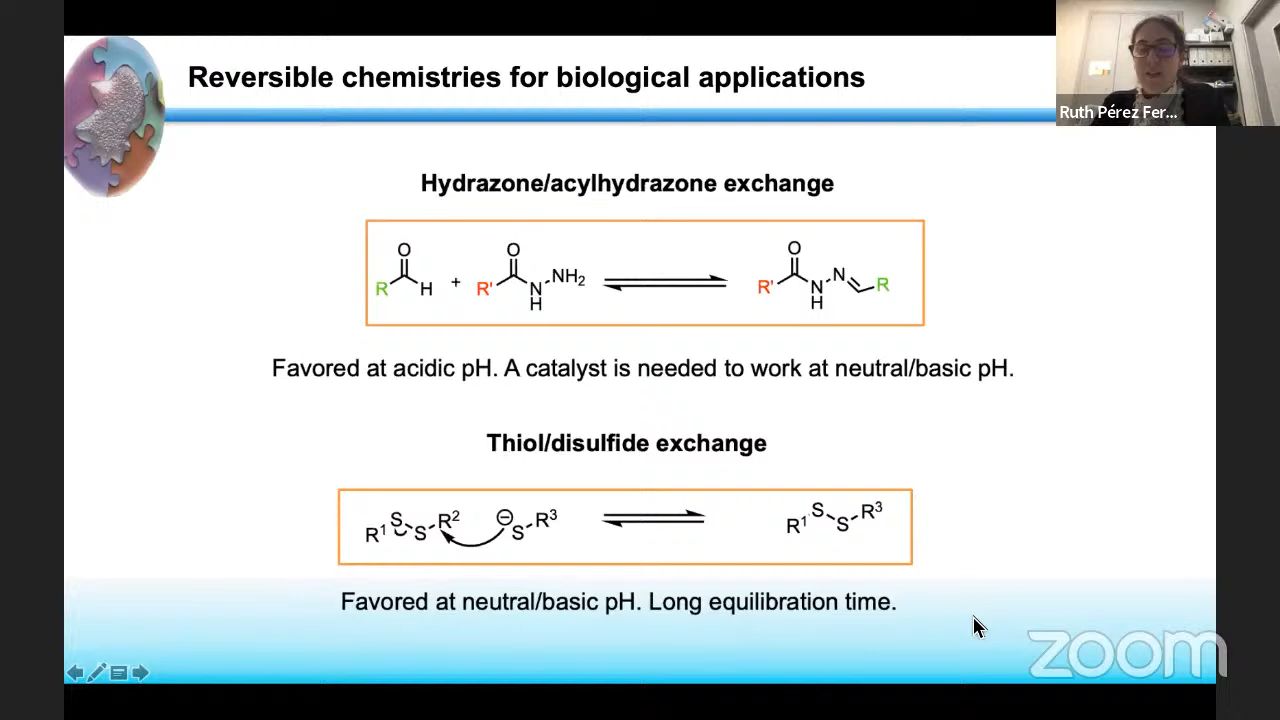 Reversible chemistries for biological applications
Ruth Pérez Fer...
Hydrazone/acylhydrazone exchange
O O O
R H + R' N H NH2 R' N H N R
Favored at acidic pH. A catalyst is needed to work at neutral/basic pH.
Thiol/disulfide exchange
R1 S S R2 ⊖ S R3 R1 S S R3
Favored at neutral/basic pH. Long equilibration time.
zoom